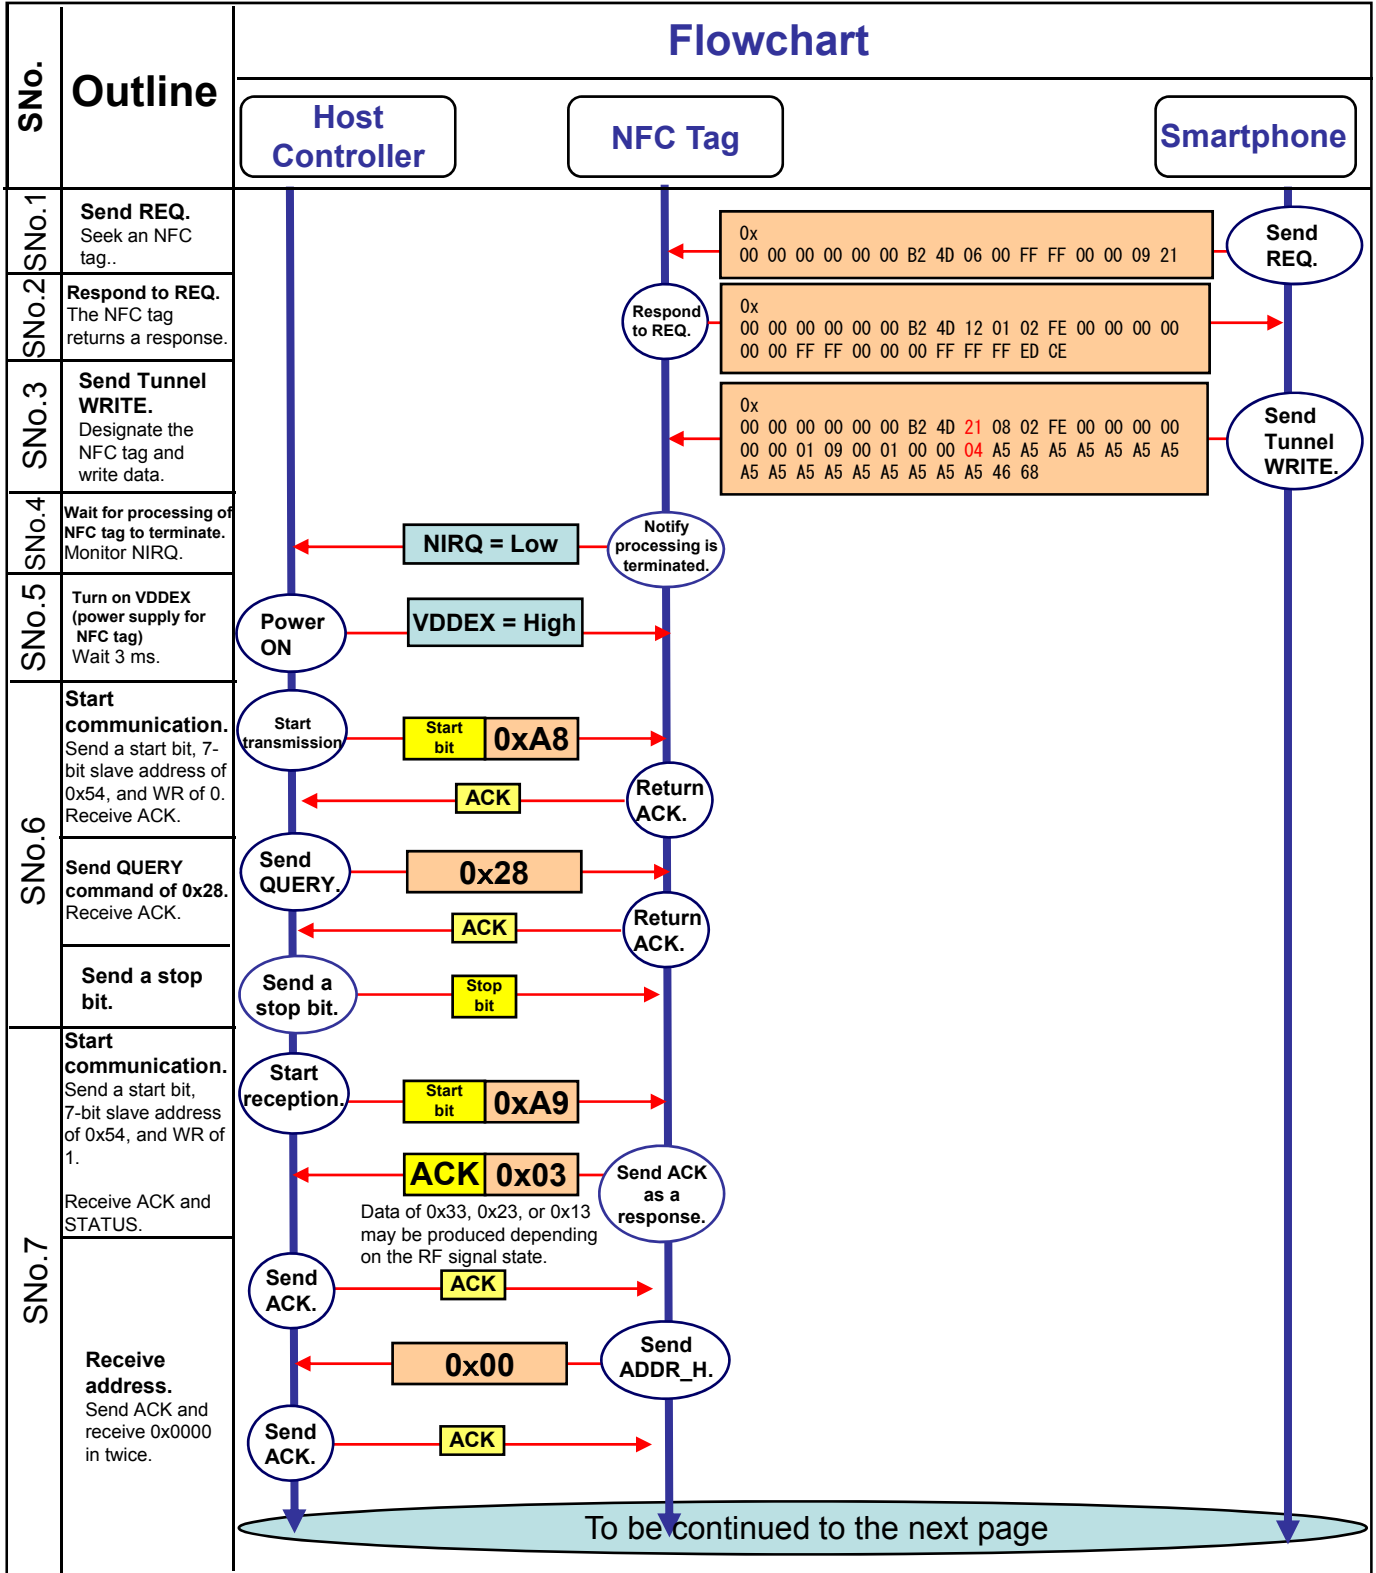 SNo.
Outline
Flowchart
Host
Controller
NFC Tag
Smartphone
SNo.1
Send REQ.
Seek an NFC
tag..
0x
00 00 00 00 00 00 B2 4D 06 00 FF FF 00 00 09 21
Send
REQ.
SNo.2
Respond to REQ.
The NFC tag
returns a response.
Respond
to REQ.
0x
00 00 00 00 00 00 B2 4D 12 01 02 FE 00 00 00 00
00 00 FF FF 00 00 00 FF FF FF ED CE
SNo.3
Send Tunnel
WRITE.
Designate the
NFC tag and
write data.
0x
00 00 00 00 00 00 B2 4D 21 08 02 FE 00 00 00 00
00 00 01 09 00 01 00 00 04 A5 A5 A5 A5 A5 A5 A5
A5 A5 A5 A5 A5 A5 A5 A5 A5 46 68
Send
Tunnel
WRITE.
SNo.4
Wait for processing of
NFC tag to terminate.
Monitor NIRQ.
NIRQ = Low
Notify
processing is
terminated.
SNo.5
Turn on VDDEX
(power supply for
NFC tag)
Wait 3 ms.
Power
ON
VDDEX = High
SNo.6
Start
communication.
Send a start bit, 7-
bit slave address of
0x54, and WR of 0.
Receive ACK.
Start
transmission
Start
bit
0xA8
ACK
Return
ACK.
Send QUERY
command of 0x28.
Receive ACK.
Send
QUERY.
0x28
ACK
Return
ACK.
Send a stop
bit.
Send a
stop bit.
Stop
bit
SNo.7
Start
communication.
Send a start bit,
7-bit slave address
of 0x54, and WR of
1.
Receive ACK and
STATUS.
Start
reception.
Start
bit
0xA9
ACK
0x03
Send ACK
as a
response.
Data of 0x33, 0x23, or 0x13
may be produced depending
on the RF signal state.
Send
ACK.
ACK
Receive
address.
Send ACK and
receive 0x0000
in twice.
0x00
Send
ADDR_H.
Send
ACK.
ACK
To be continued to the next page